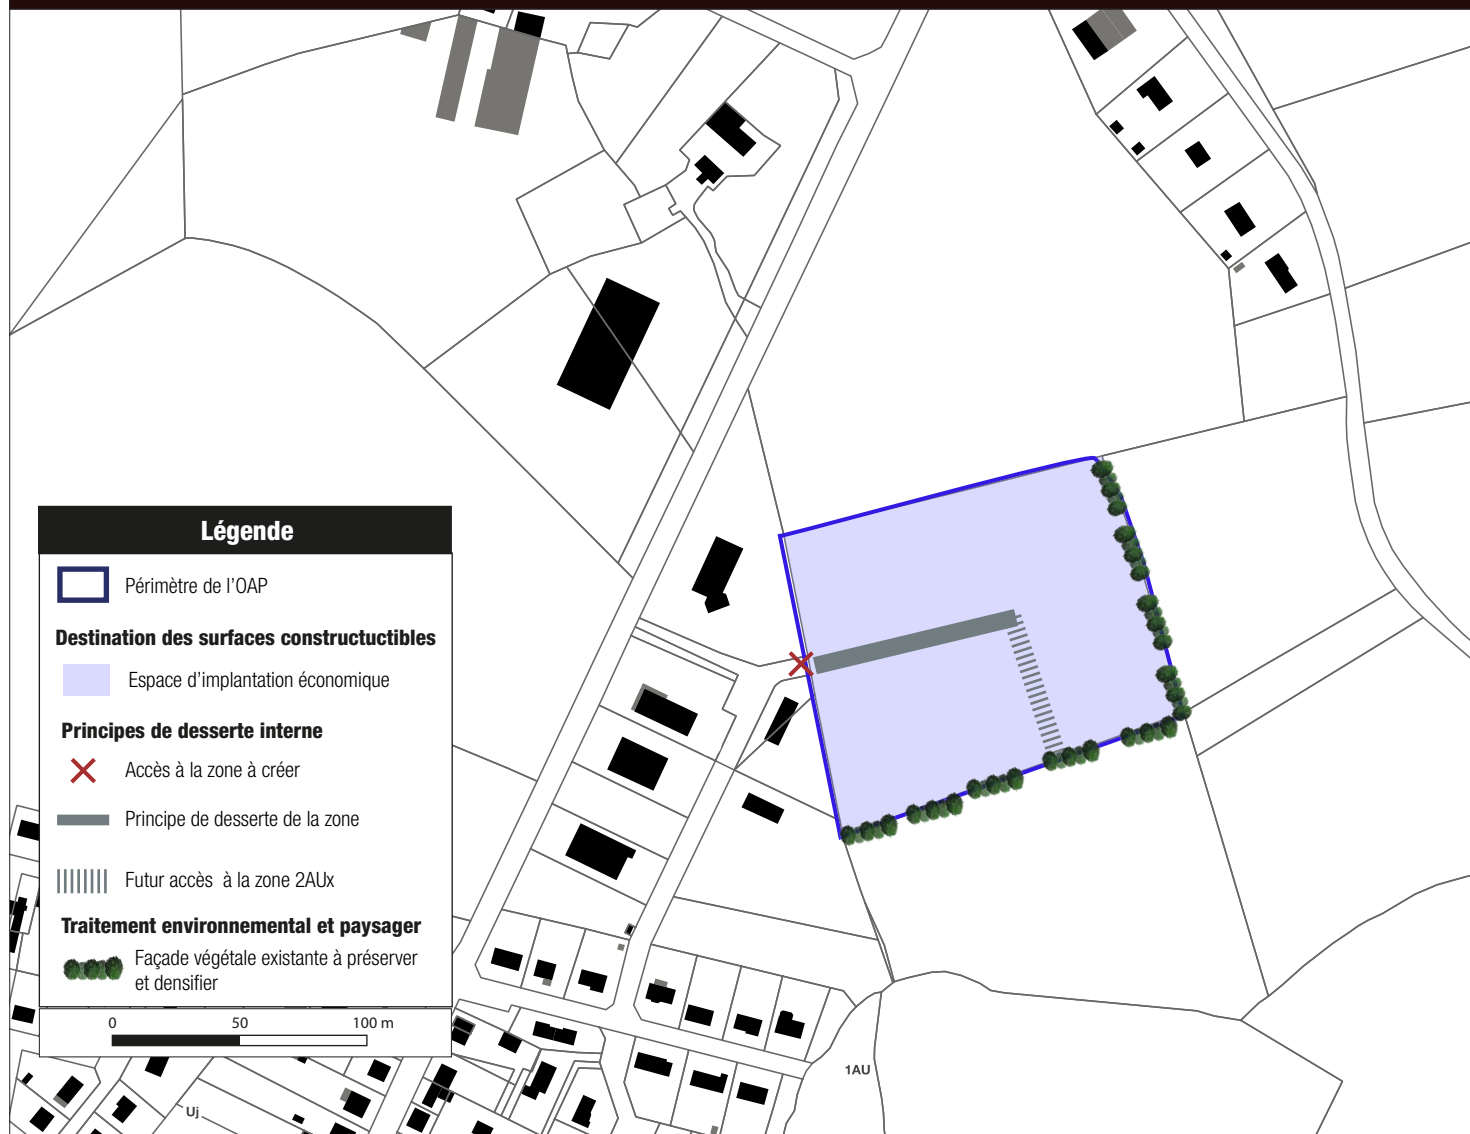 Légende
Périmètre de l'OAP
Destination des surfaces constructuctibles
Espace d'implantation économique
Principes de desserte interne
Accès à la zone à créer
Principe de desserte de la zone
Futur accès à la zone 2AUx
Traitement environnemental et paysager
Façade végétale existante à préserver
et densifier
0 50 100 m
1AU
Uj